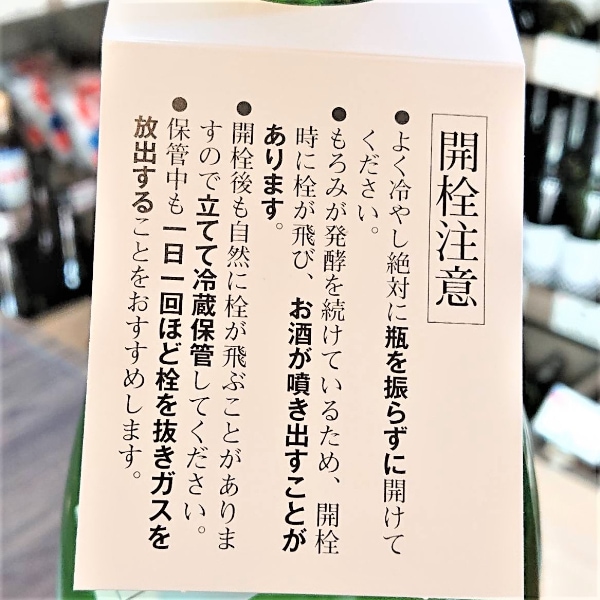 開栓注意
●よく冷やし絶対に瓶を振らずに開けて
ください。
●もろみが発酵を続けているため、開栓
時に栓が飛び、お酒が噴き出すことが
あります。
●開栓後も自然に栓が飛ぶことがありま
すので立てて冷蔵保管してください。
●保管中も一日一回ほど栓を抜きガスを
放出することをおすすめします。